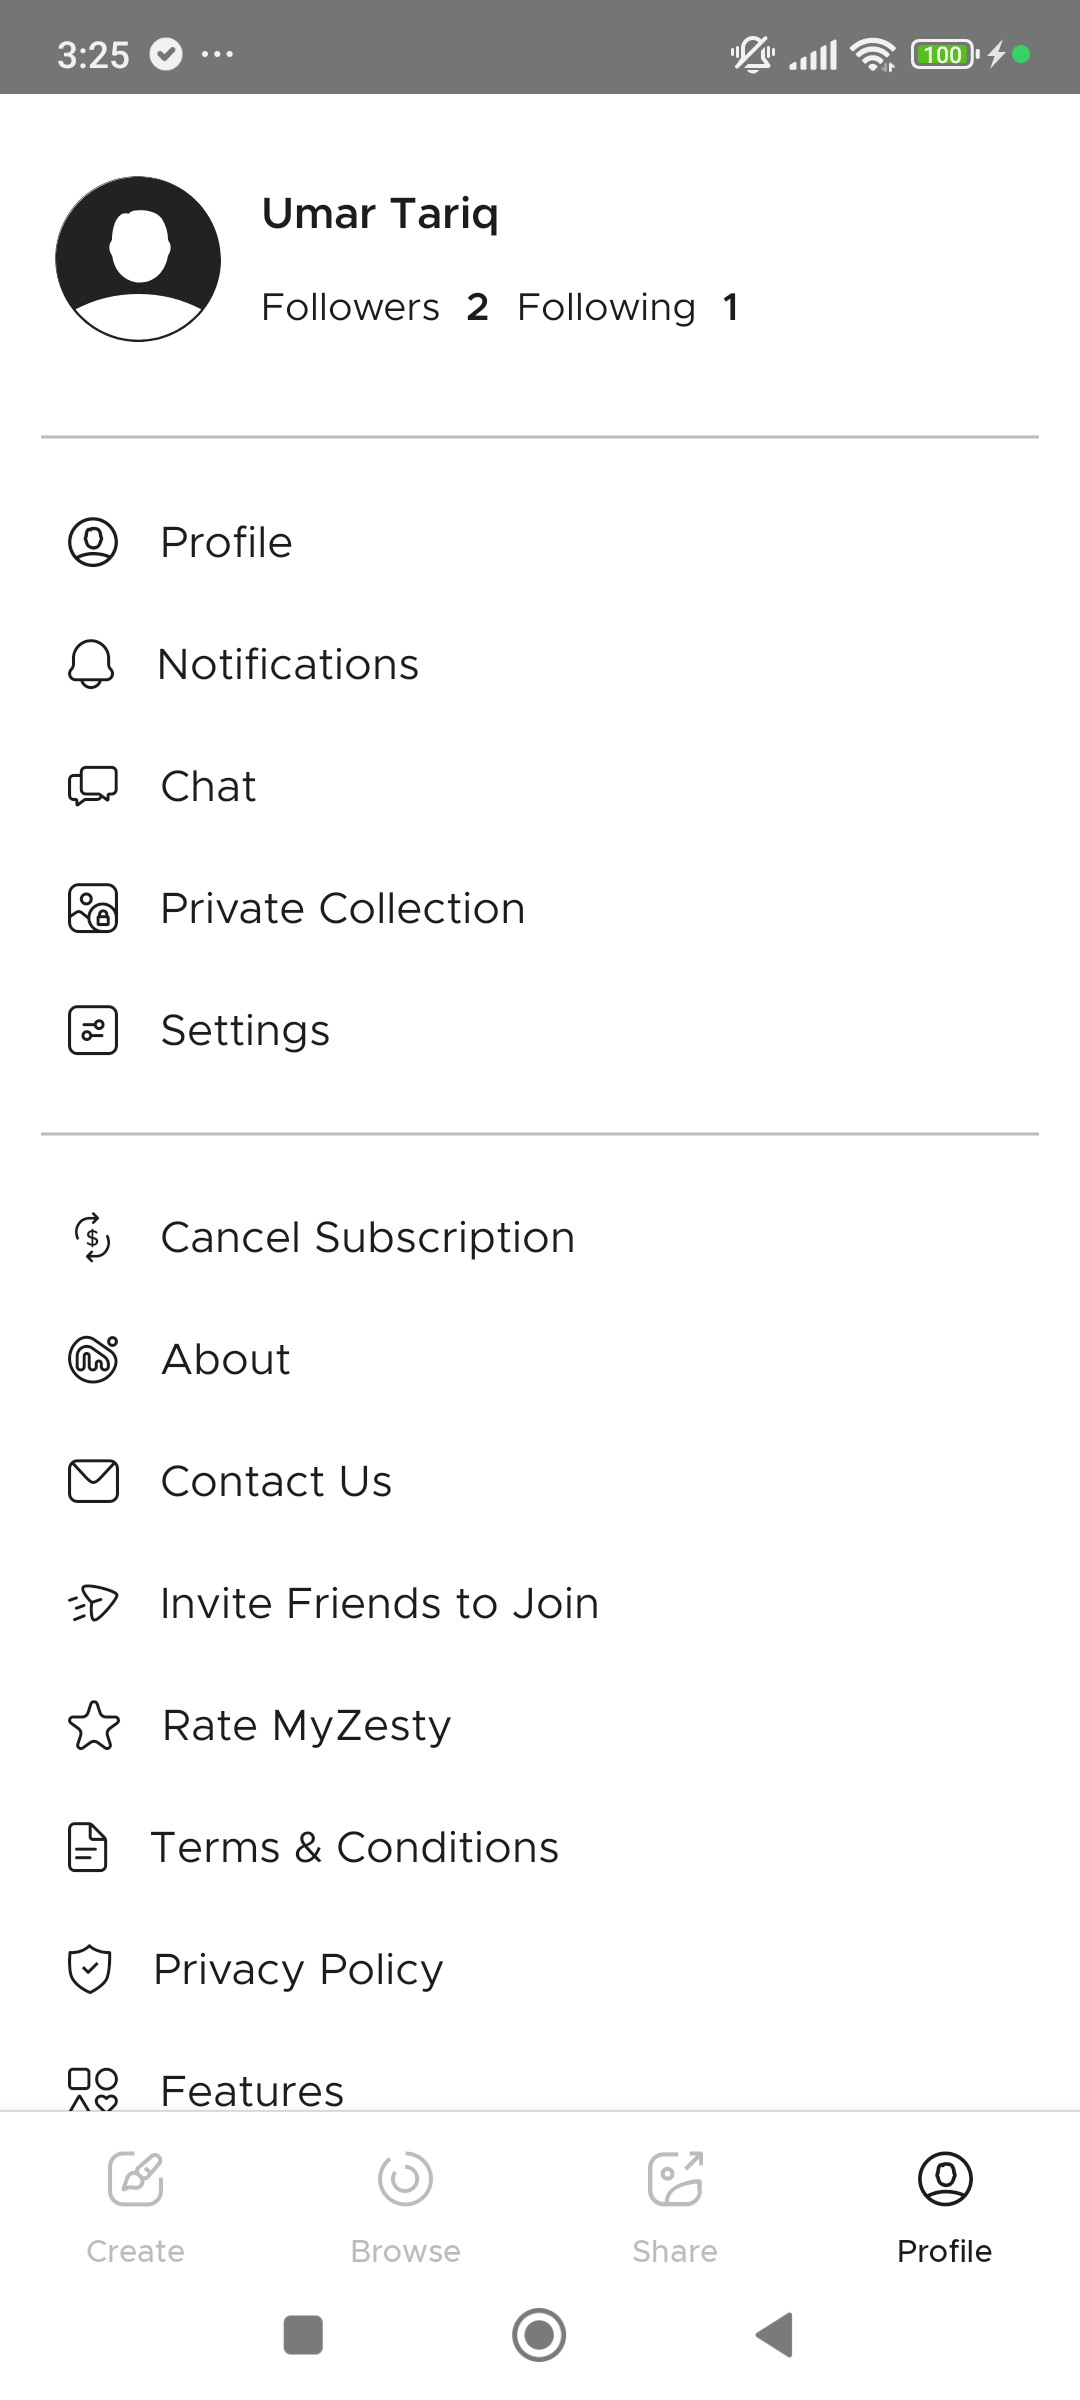 3:25 100
Umar Tariq
Followers 2 Following 1
Profile
Notifications
Chat
Private Collection
Settings
$ Cancel Subscription
About
Contact Us
Invite Friends to Join
Rate MyZesty
Terms & Conditions
Privacy Policy
Features
Create Browse Share Profile